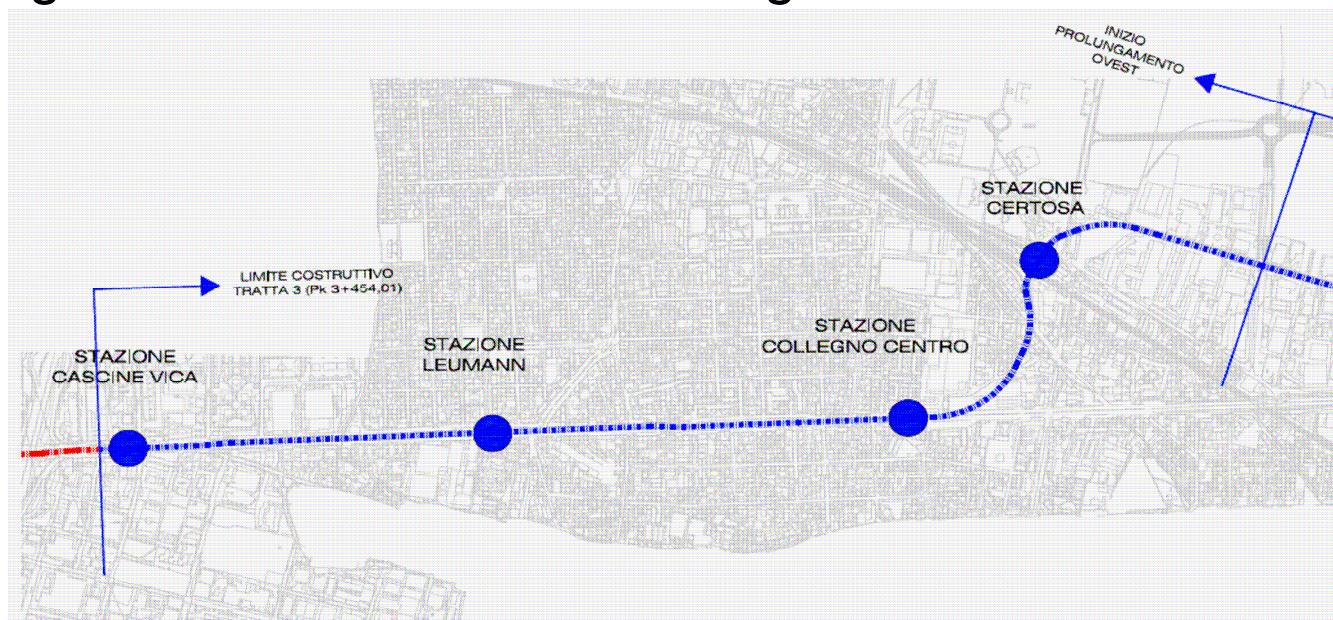 INIZIO
PROLUNGAMENTO
OVEST
STAZIONE
CERTOSA
LIMITE COSTRUTTIVO
TRATTA 3 (Pk 3+454,01)
STAZIONE
COLLEGNO CENTRO
STAZIONE
LEUMANN
STAZIONE
CASCINE VICA